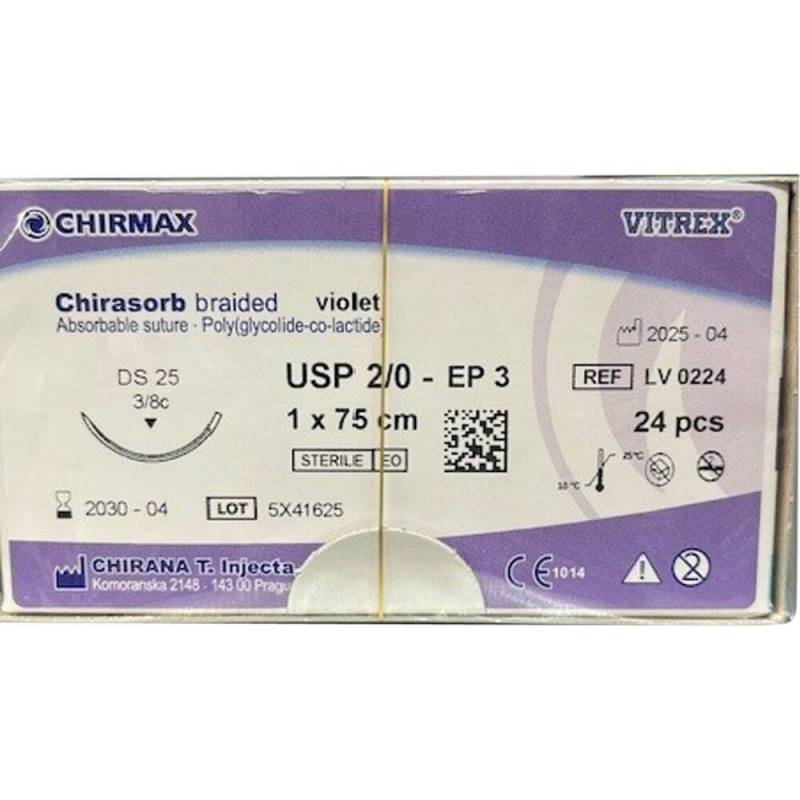 CHIRMAX
VITREX®
Chirasorb braided violet
Absorbable suture · Poly(glycolide-co-lactide)
2025 - 04
DS 25
3/8c
USP 2/0 - EP 3
REF LV 0224
1 x 75 cm
24 pcs
STERILE EO
25°C
10°C
2030 - 04
LOT 5X41625
CHIRANA T. Injecta
Komoranska 2148 · 143 00 Pragu
CE 1014
2